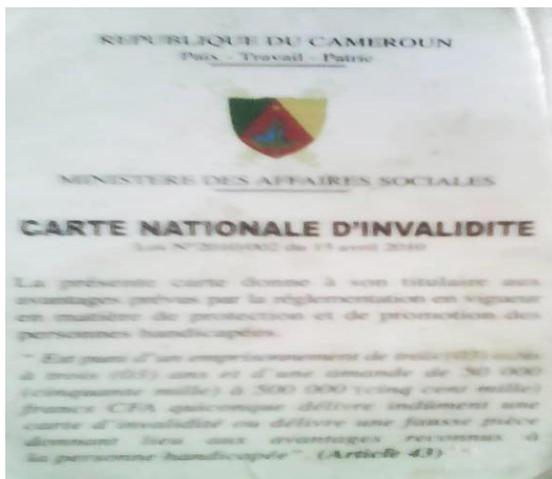 REPUBLIQUE DU CAMEROUN
Paix - Travail - Patrie
MINISTERE DES AFFAIRES SOCIALES
CARTE NATIONALE D'INVALIDITE
Loi N°2010/002 du 13 avril 2010
La présente carte donne à son titulaire aux
avantages prévus par la réglementation en vigueur
en matière de protection et de promotion des
personnes handicapées.
" Est puni d'un emprisonnement de trois (03) mois
à trois (03) ans et d'une amande de 50 000
(cinquante mille) à 500 000 (cinq cent mille)
francs CFA quiconque délivre indûment une
carte d'invalidité ou délivre une fausse pièce
donnant lieu aux avantages reconnus à
la personne handicapée". (Article 43)